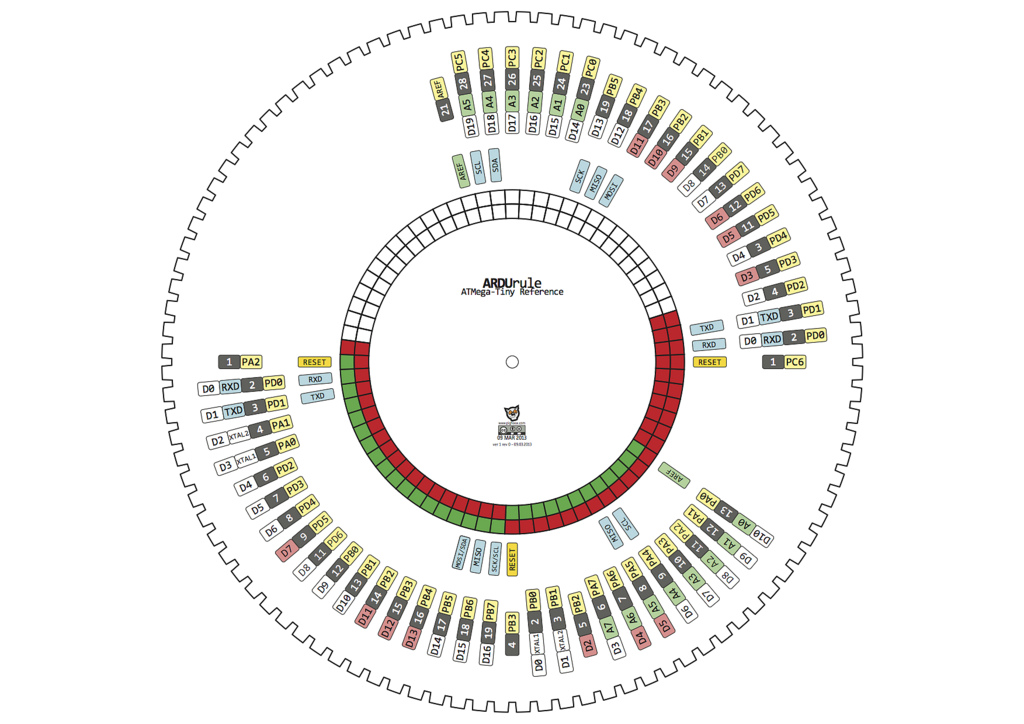 ARDUrule
ATMega-Tiny Reference
09 MAR 2013
AREF 21
PC5 28 A5 D19
PC4 27 A4 D18
PC3 26 A3 D17
PC2 25 A2 D16
PC1 24 A1 D15
PC0 23 A0 D14
PB5 19 D13
PB4 18 D12
PB3 17 D11
PB2 16 D10
PB1 15 D9
PB0 14 D8
D7 13 PD7
D6 12 PD6
D5 11 PD5
D4 3 PD4
D3 5 PD3
D2 4 PD2
D1 TXD 3 PD1
D0 RXD 2 PD0
1 PC6
AREF
SCL
SDA
SCK
MISO
MOSI
TXD
RXD
RESET
AREF
PA0 13 A0 D10
PA1 12 A1 D9
PA2 11 A2 D8
PA3 10 A3 D7
PA4 9 A4 D6
PA5 8 A5 D5
PA6 7 A6 D4
PA7 6 A7 D3
PB2 5 D2
PB1 3 XTAL2 D1
PB0 2 XTAL1 D0
PB3 4
SCL
MISO
RESET
SCK/SCL
MISO
MOSI/SDA
PB7 19 D16
PB6 18 D15
PB5 17 D14
PB4 16 D13
PB3 15 D12
PB2 14 D11
PB1 13 D10
PB0 12 D9
D8 11 PD6
D7 9 PD5
D6 8 PD4
D5 7 PD3
D4 6 PD2
D3 XTAL1 5 PA0
D2 XTAL2 4 PA1
D1 TXD 3 PD1
D0 RXD 2 PD0
1 PA2
RESET
RXD
TXD